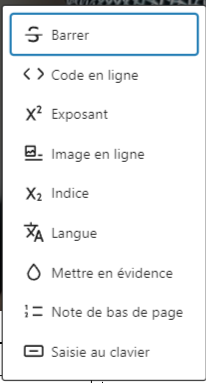 Barrer
Code en ligne
Exposant
Image en ligne
Indice
Langue
Mettre en évidence
Note de bas de page
Saisie au clavier